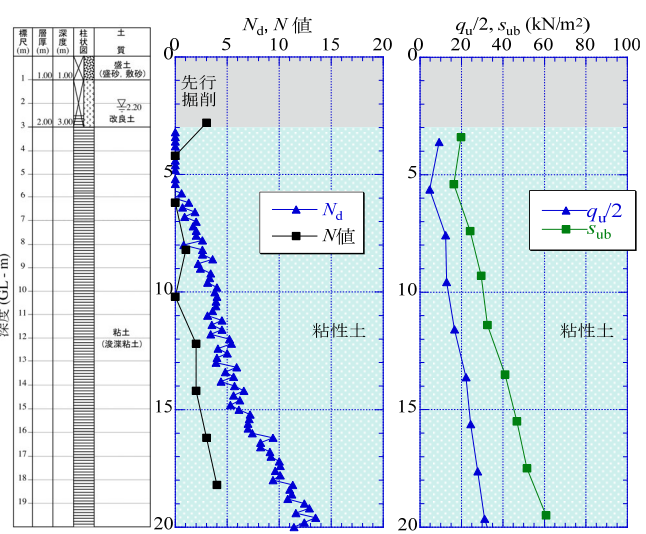 標尺(m)
層厚(m)
深度(m)
柱状図
土質
1.00 1.00
盛土
(盛砂、敷砂)
2.20
2.00 3.00
改良土
粘土
(浚渫粘土)
1
2
3
4
5
6
7
8
9
10
11
12
13
14
15
16
17
18
19
深度 (GL - m)
Nd, N 値
0 5 10 15 20
0
5
10
15
20
先行
掘削
Nd
N値
粘性土
qu/2, sub (kN/m2)
0 20 40 60 80 100
0
5
10
15
20
qu/2
sub
粘性土